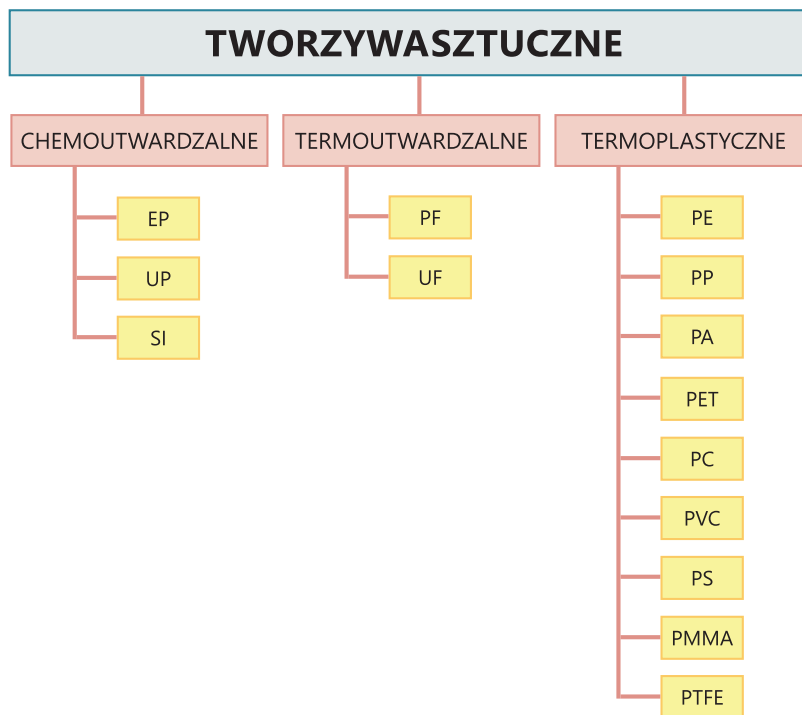 TWORZYWASZTUCZNE
CHEMOUTWARDZALNE
EP
UP
SI
TERMOUTWARDZALNE
PF
UF
TERMOPLASTYCZNE
PE
PP
PA
PET
PC
PVC
PS
PMMA
PTFE